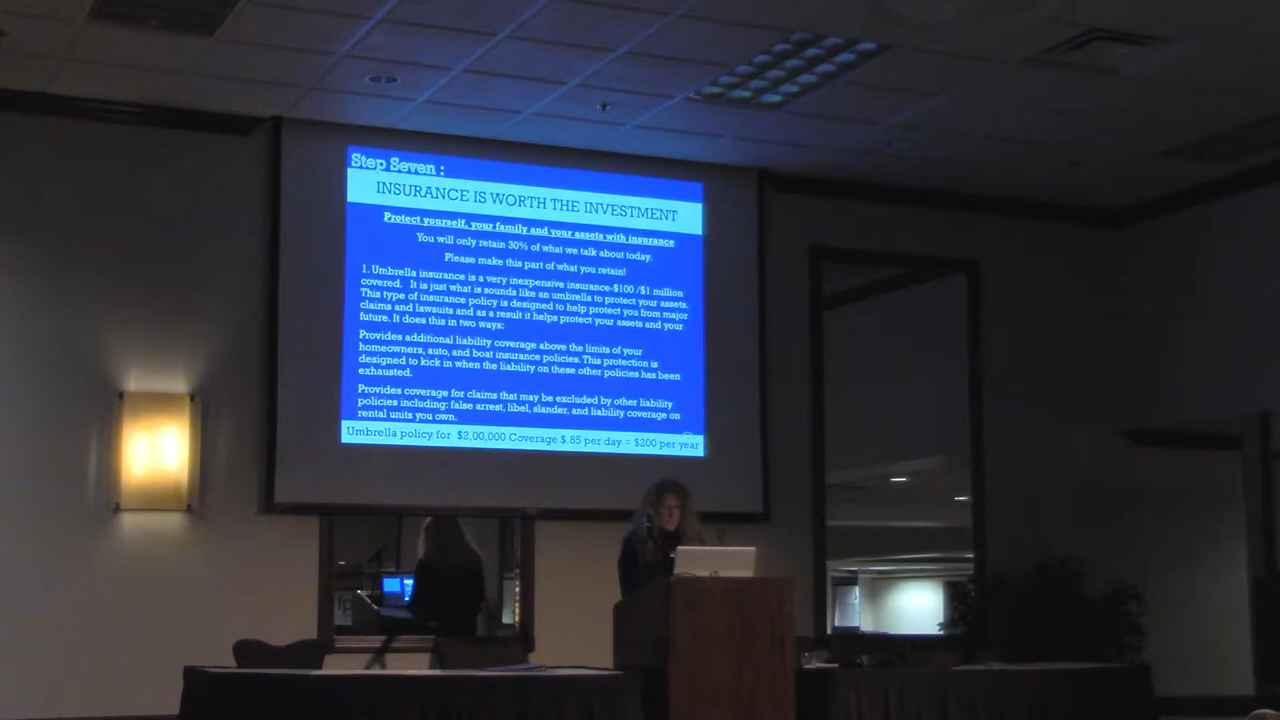 Step Seven :
INSURANCE IS WORTH THE INVESTMENT
Protect yourself, your family and your assets with insurance
You will only retain 30% of what we talk about today.
Please make this part of what you retain!
1. Umbrella insurance is a very inexpensive insurance-$100 /$1 million
covered. It is just what is sounds like an umbrella to protect your assets.
This type of insurance policy is designed to help protect you from major
claims and lawsuits and as a result it helps protect your assets and your
future. It does this in two ways:
Provides additional liability coverage above the limits of your
homeowners, auto, and boat insurance policies. This protection is
designed to kick in when the liability on these other policies has been
exhausted.
Provides coverage for claims that may be excluded by other liability
policies including: false arrest, libel, slander, and liability coverage on
rental units you own.
Umbrella policy for $2,00,000 Coverage $.85 per day = $200 per year